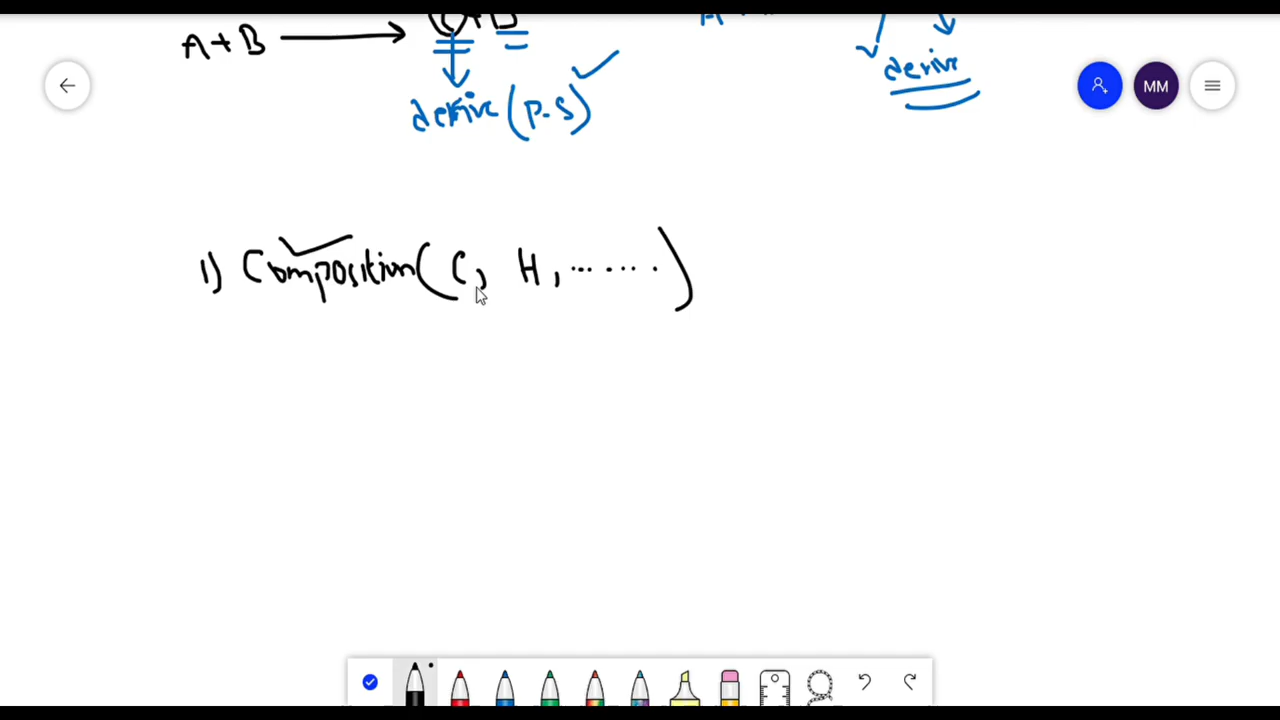 A+B ⟶ C+D
derive (P.S) ✓
derive
1) Composition( C, H, ........ )
MM